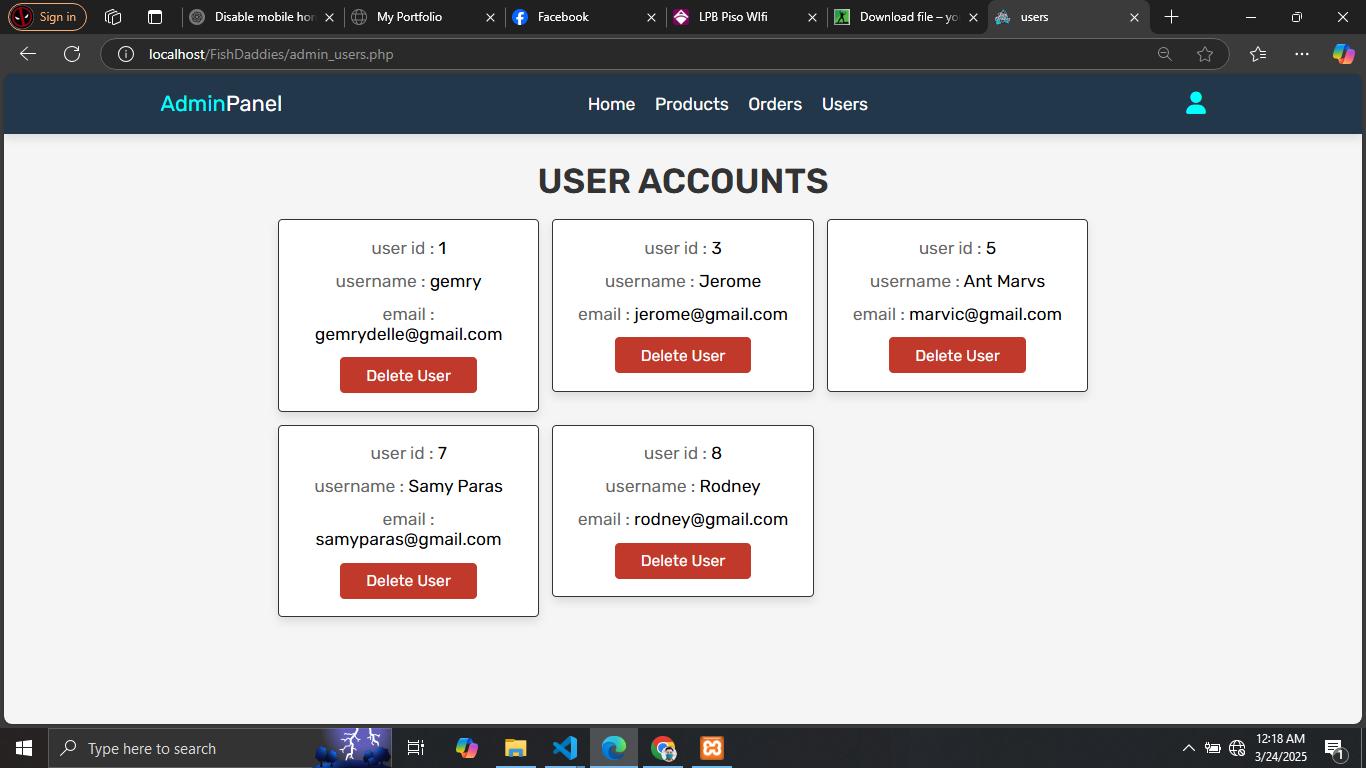 Sign in
Disable mobile hor
My Portfolio
Facebook
LPB Piso WIfi
Download file – yo
users
localhost/FishDaddies/admin_users.php
AdminPanel
Home Products Orders Users
USER ACCOUNTS
user id : 1
username : gemry
email :
gemrydelle@gmail.com
Delete User
user id : 3
username : Jerome
email : jerome@gmail.com
Delete User
user id : 5
username : Ant Marvs
email : marvic@gmail.com
Delete User
user id : 7
username : Samy Paras
email :
samyparas@gmail.com
Delete User
user id : 8
username : Rodney
email : rodney@gmail.com
Delete User
Type here to search
12:18 AM
3/24/2025
1